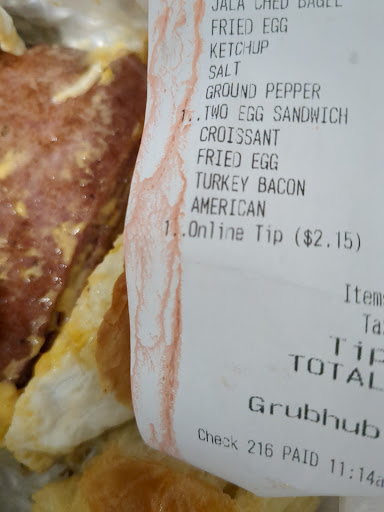 JALA CHED BAGEL
FRIED EGG
KETCHUP
SALT
GROUND PEPPER
1..TWO EGG SANDWICH
CROISSANT
FRIED EGG
TURKEY BACON
AMERICAN
1..Online Tip ($2.15)
Item
Ta
Tip
TOTAL
Grubhub
Check 216 PAID 11:14a